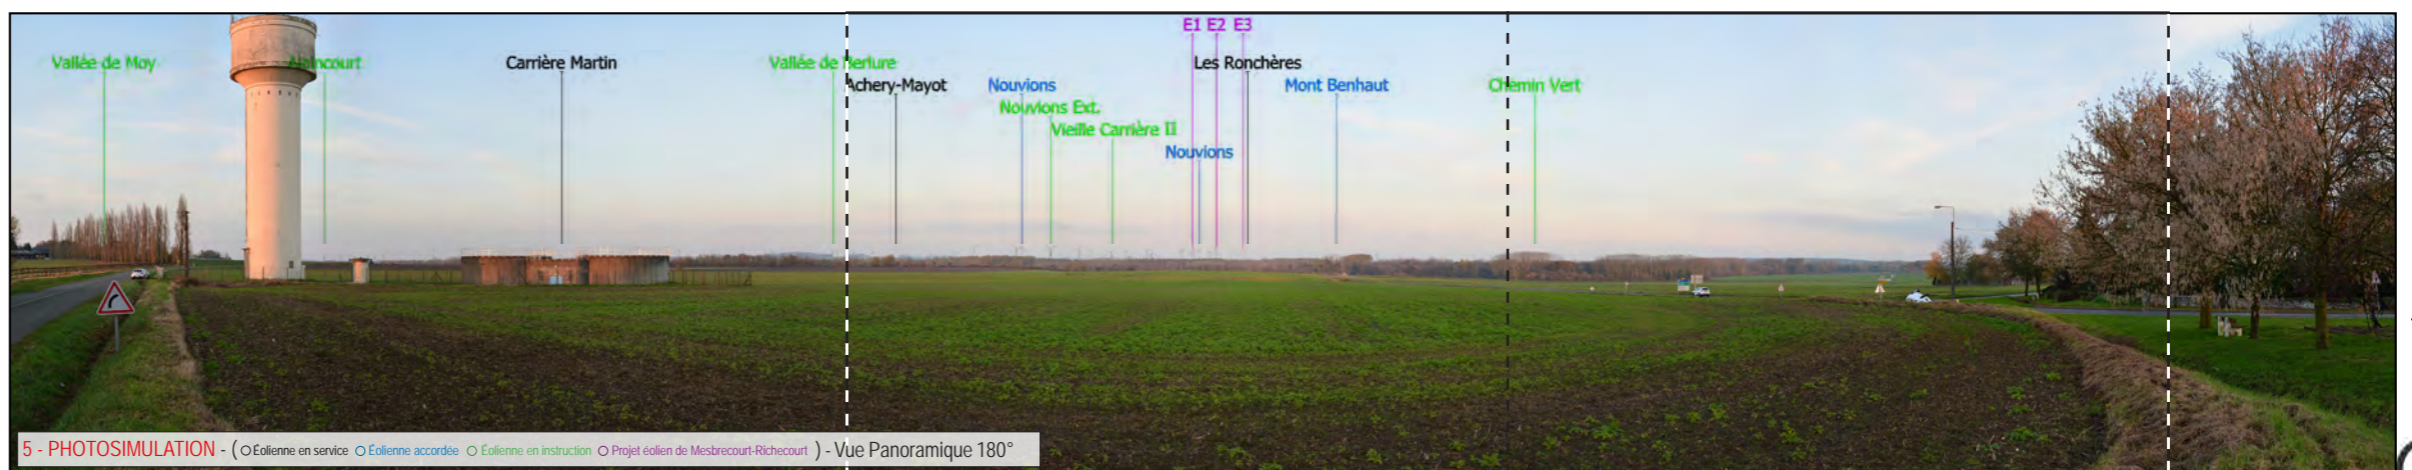 E1 E2 E3
Vallée de Moy
Carrière Martin
Vallée de Berlure
Les Ronchères
Achery-Mayot
Nouvions
Mont Benhaut
Chemin Vert
Nouvions Ext.
Vieille Carrière II
Nouvions
5 - PHOTOSIMULATION - ( Éolienne en service Éolienne accordée Éolienne en instruction Projet éolien de Mesbrecourt-Richecourt ) - Vue Panoramique 180°